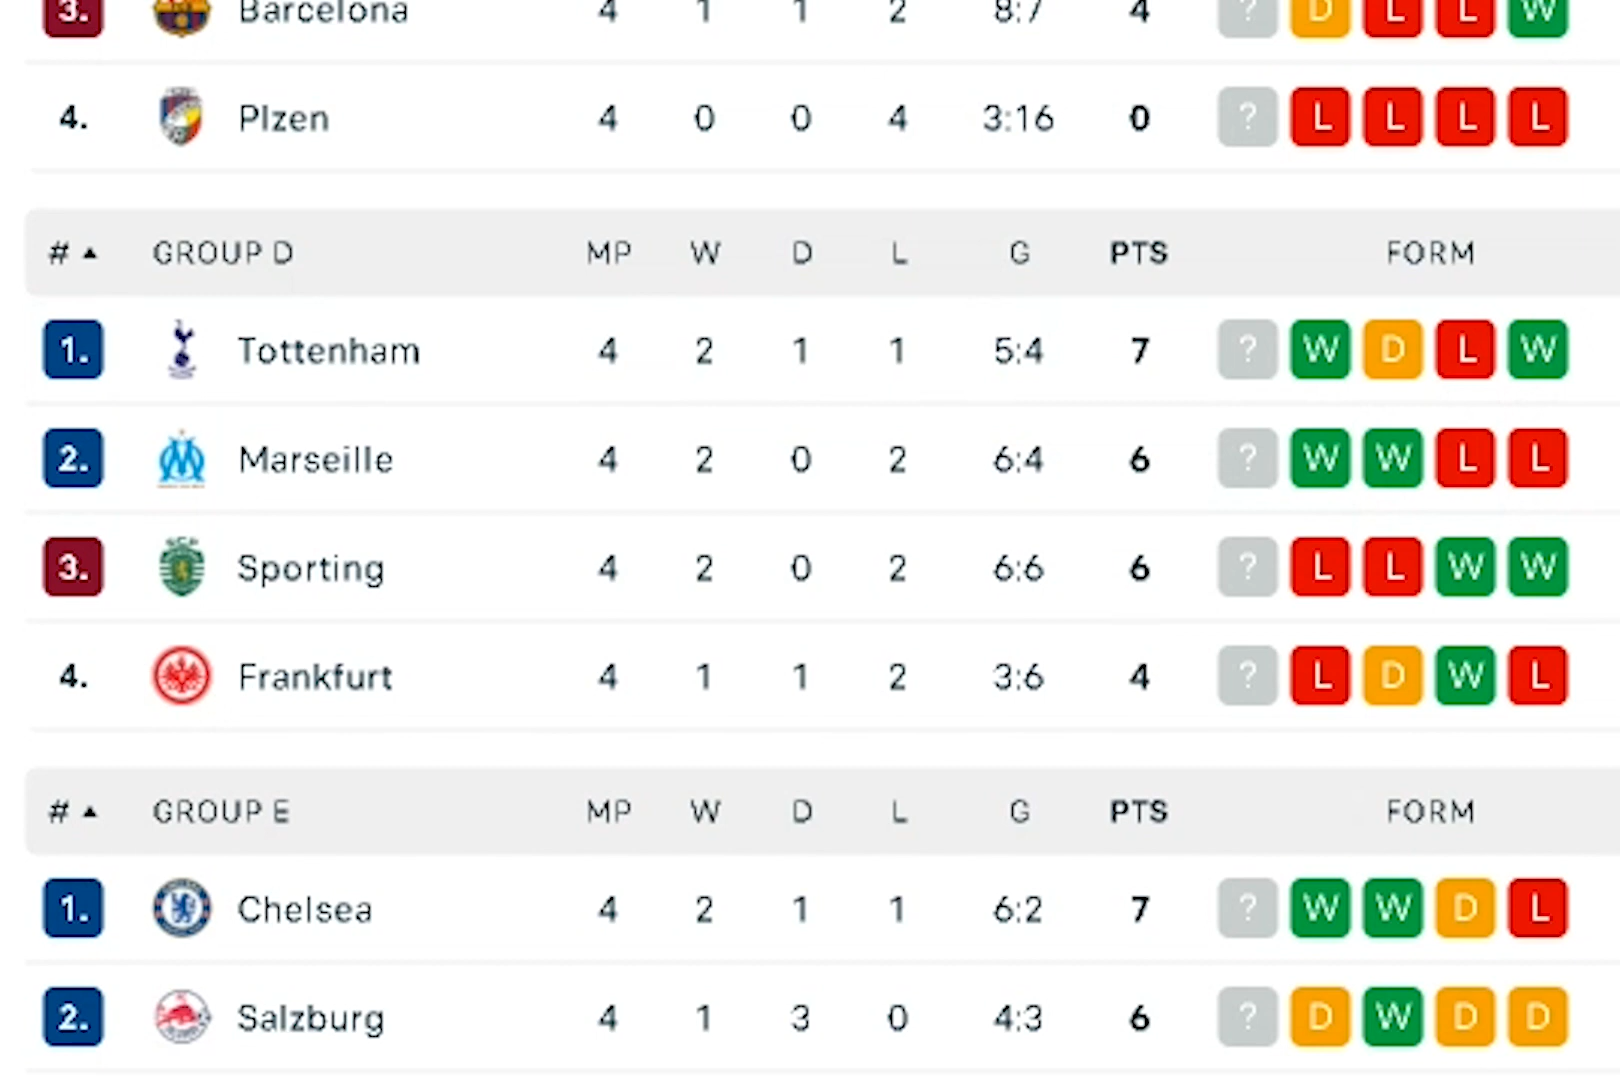 3. Barcelona 4 1 1 2 8:7 4 ? D L L W
4. Plzen 4 0 0 4 3:16 0 ? L L L L
# ▲ GROUP D MP W D L G PTS FORM
1. Tottenham 4 2 1 1 5:4 7 ? W D L W
2. Marseille 4 2 0 2 6:4 6 ? W W L L
3. Sporting 4 2 0 2 6:6 6 ? L L W W
4. Frankfurt 4 1 1 2 3:6 4 ? L D W L
# ▲ GROUP E MP W D L G PTS FORM
1. Chelsea 4 2 1 1 6:2 7 ? W W D L
2. Salzburg 4 1 3 0 4:3 6 ? D W D D